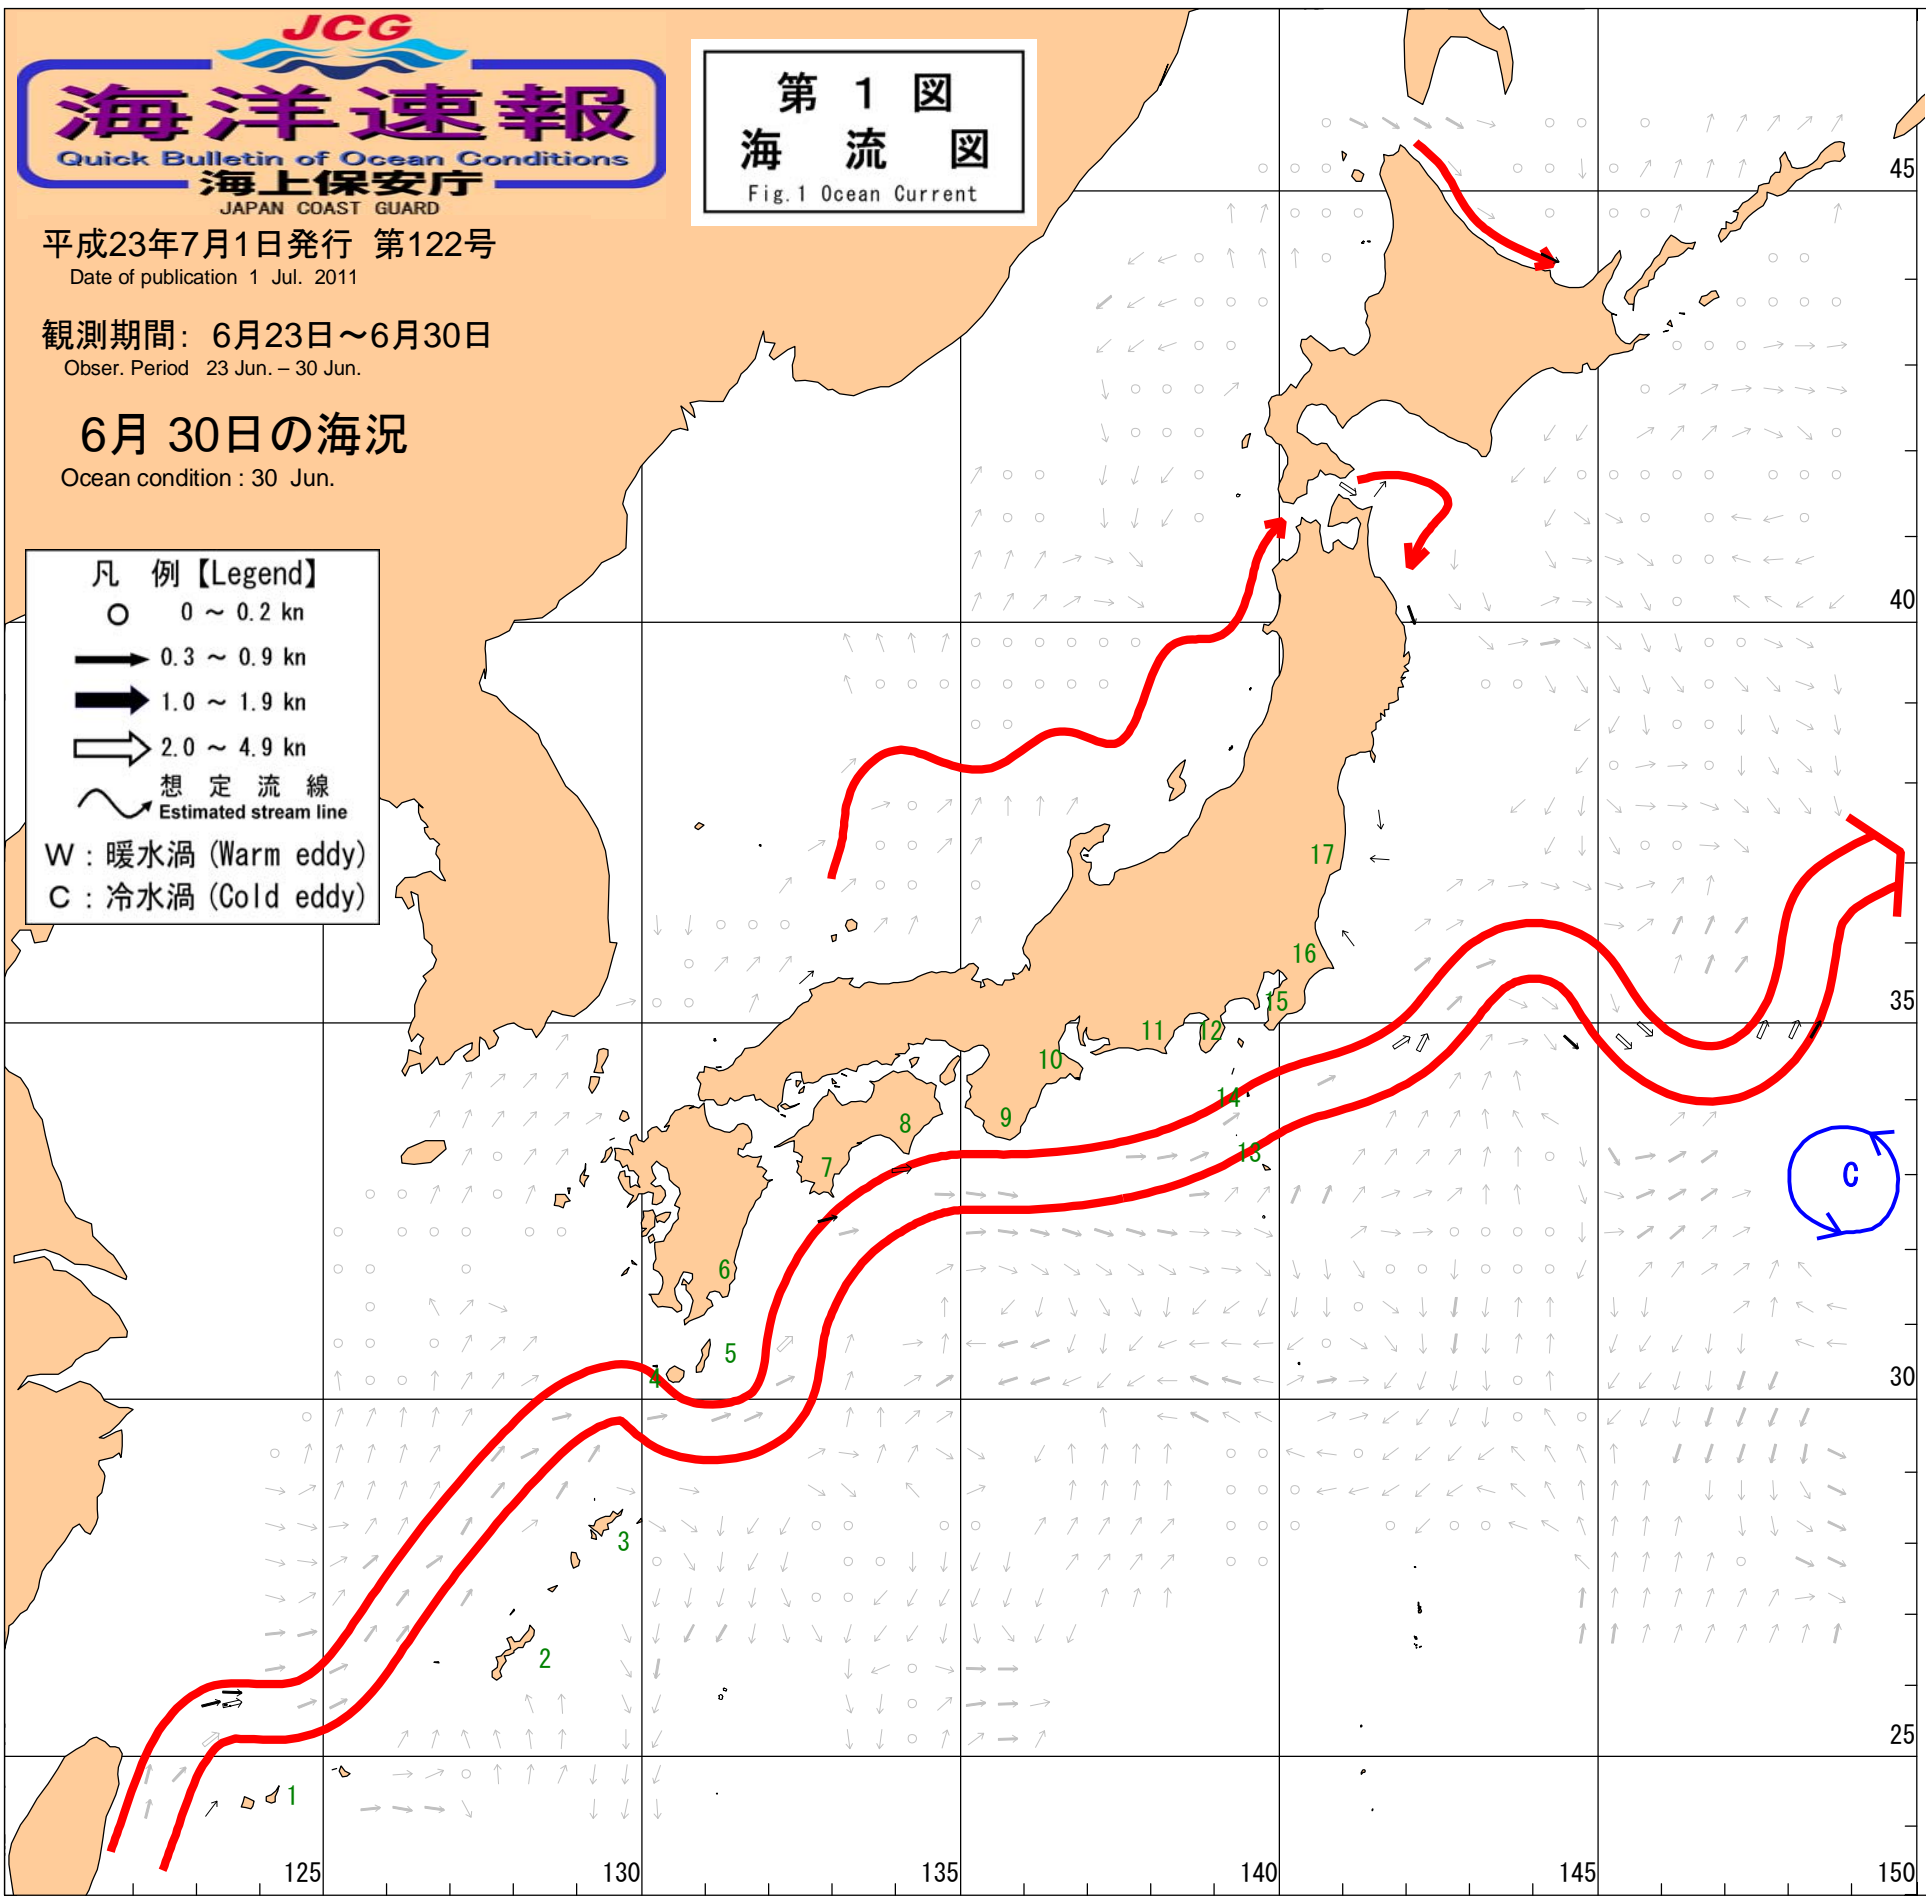 JCG
海洋速報
Quick Bulletin of Ocean Conditions
海上保安庁
JAPAN COAST GUARD
平成23年7月1日発行 第122号
Date of publication 1 Jul. 2011
観測期間: 6月23日～6月30日
Obser. Period 23 Jun. – 30 Jun.
6月 30日の海況
Ocean condition : 30 Jun.
第 1 図
海 流 図
Fig.1 Ocean Current
凡 例【Legend】
0 ～ 0.2 kn
0.3 ～ 0.9 kn
1.0 ～ 1.9 kn
2.0 ～ 4.9 kn
想 定 流 線
Estimated stream line
W : 暖水渦 (Warm eddy)
C : 冷水渦 (Cold eddy)
45
40
17
16
35
15
11
12
10
14
9
8
13
7
C
6
5
4
30
3
2
25
1
125
130
135
140
145
150